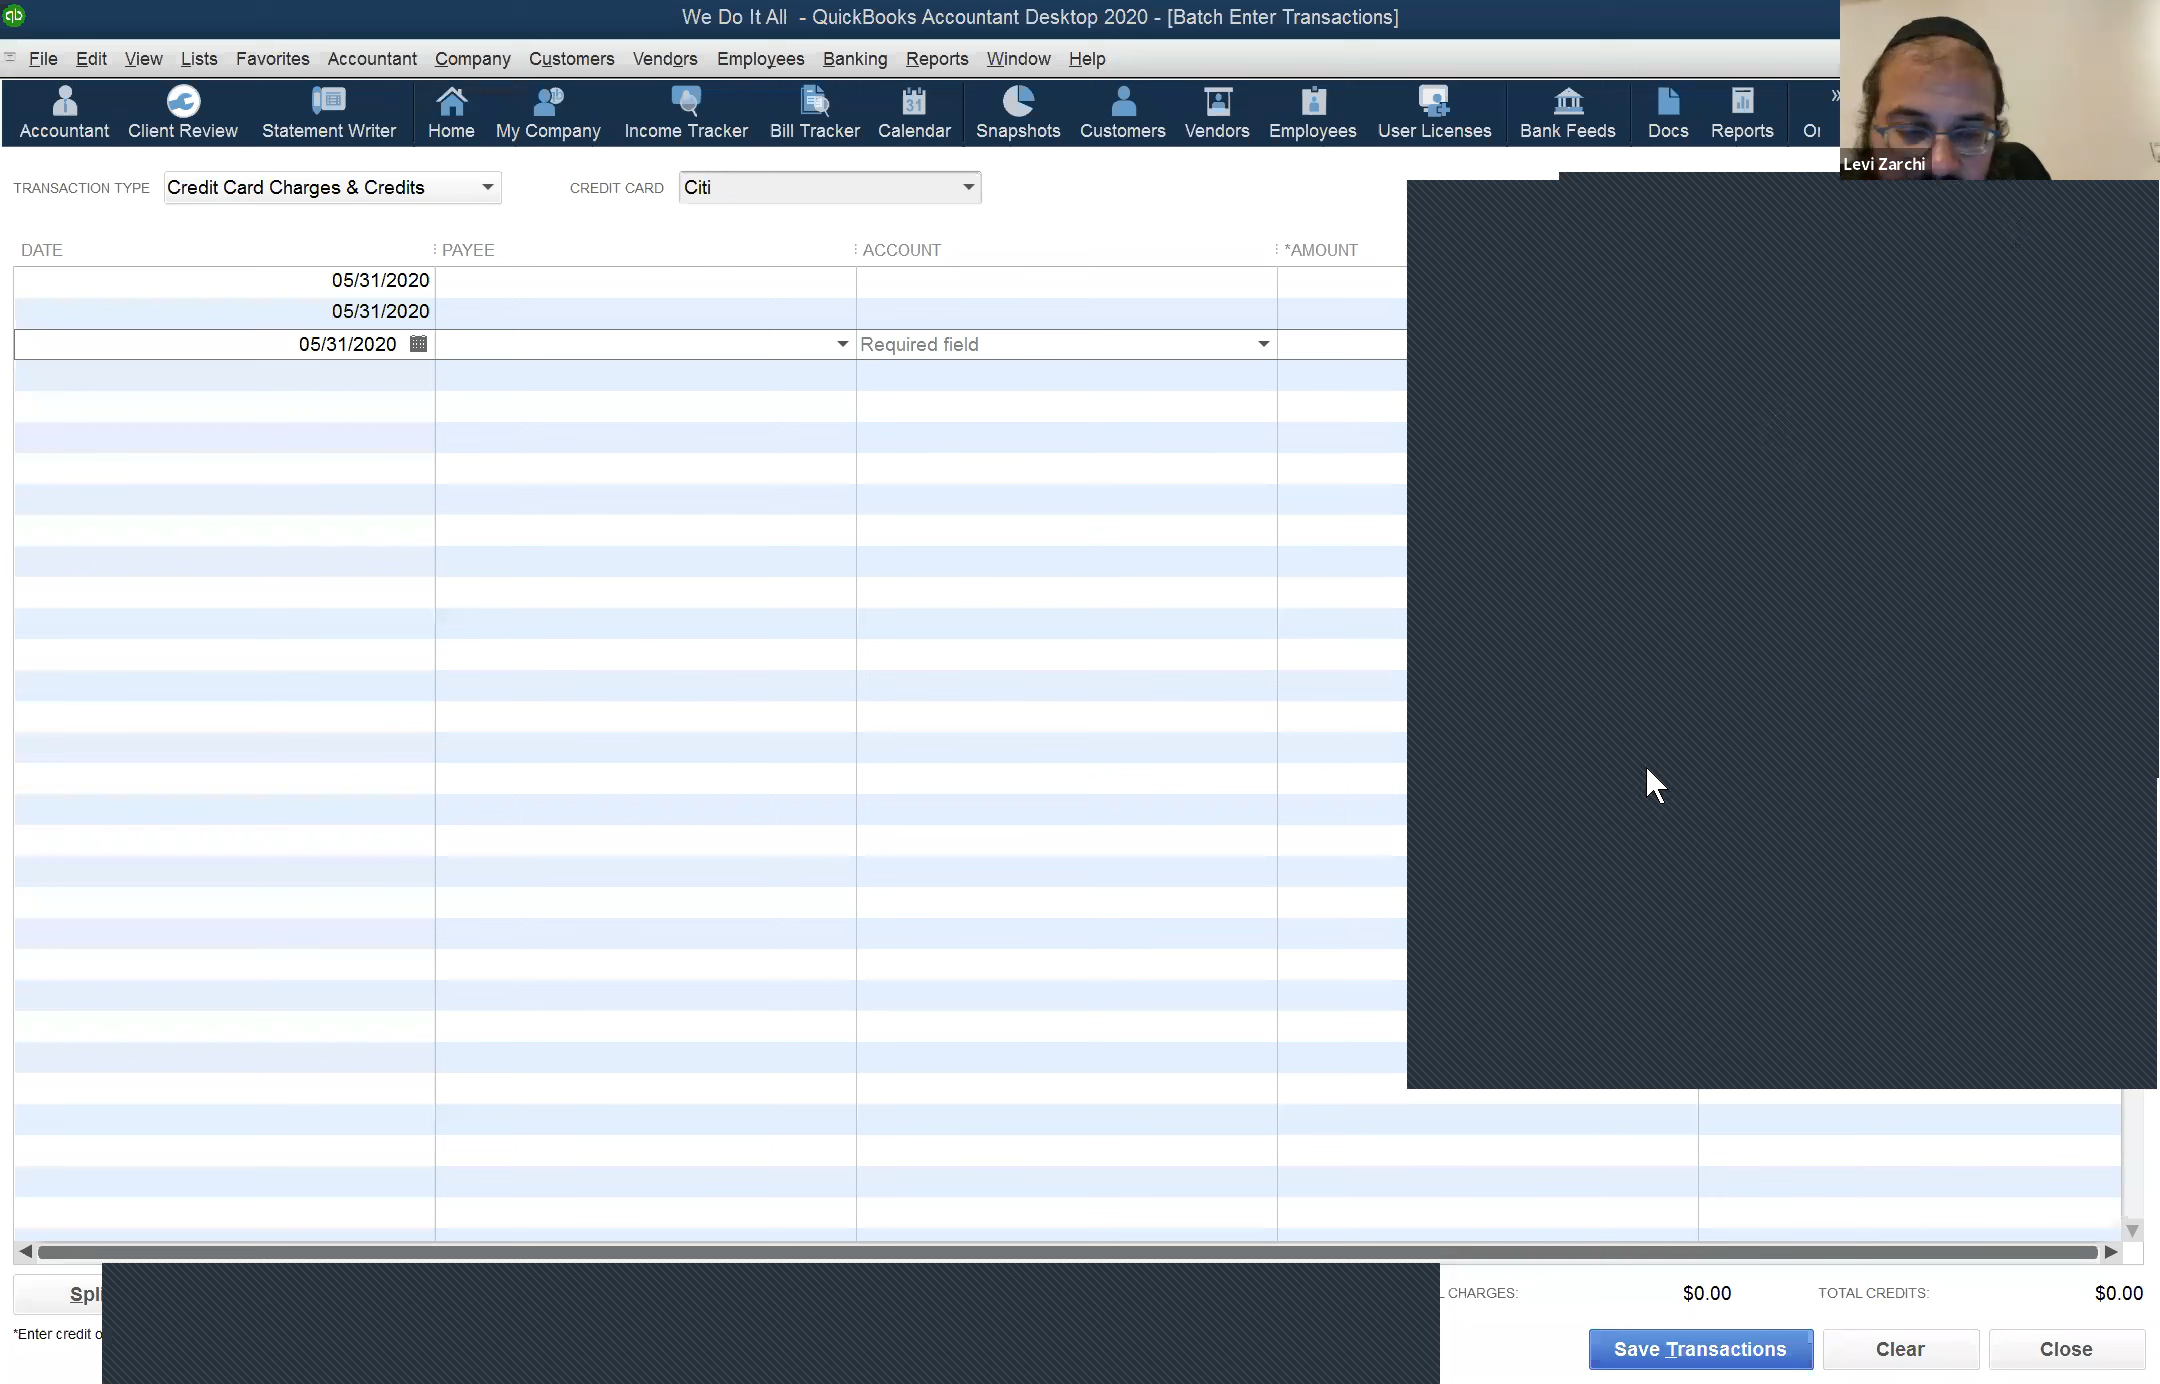 We Do It All - QuickBooks Accountant Desktop 2020 - [Batch Enter Transactions]
File Edit View Lists Favorites Accountant Company Customers Vendors Employees Banking Reports Window Help
31
Accountant Client Review Statement Writer Home My Company Income Tracker Bill Tracker Calendar Snapshots Customers Vendors Employees User Licenses Bank Feeds Docs Reports
Levi Zarchi
TRANSACTION TYPE Credit Card Charges & Credits CREDIT CARD Citi
DATE PAYEE ACCOUNT *AMOUNT
05/31/2020
05/31/2020
05/31/2020 Required field
CHARGES: $0.00 TOTAL CREDITS: $0.00
*Enter credit
Save Transactions Clear Close